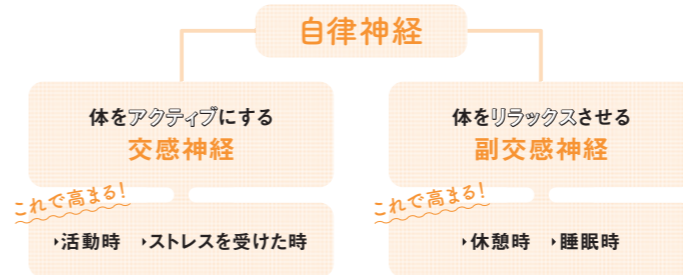 自律神経
体をアクティブにする
交感神経
これで高まる!
▸活動時 ▸ストレスを受けた時
体をリラックスさせる
副交感神経
これで高まる!
▸休憩時 ▸睡眠時